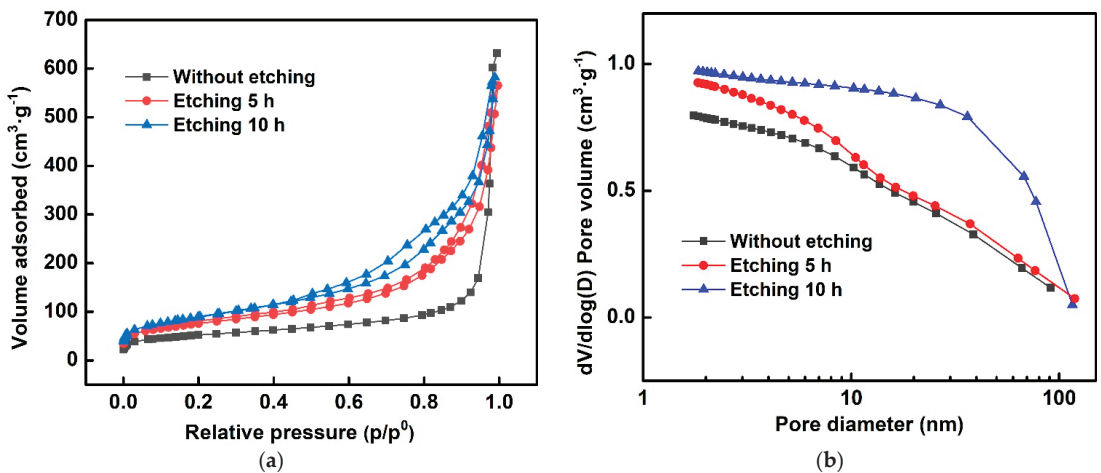 700
600
500
400
300
200
100
0
Volume adsorbed (cm³·g⁻¹)
Without etching
Etching 5 h
Etching 10 h
0.0 0.2 0.4 0.6 0.8 1.0
Relative pressure (p/p⁰)
(a)
1.0
0.5
0.0
dV/dlog(D) Pore volume (cm³·g⁻¹)
Without etching
Etching 5 h
Etching 10 h
1 10 100
Pore diameter (nm)
(b)